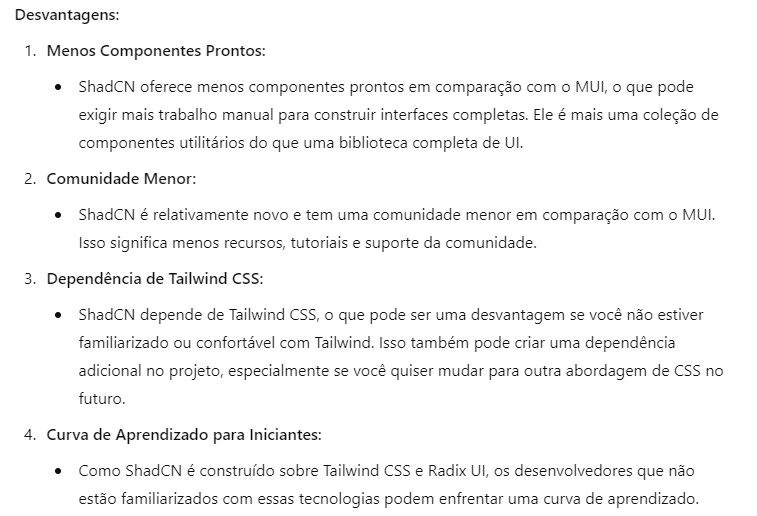 Desvantagens:
1. Menos Componentes Prontos:
• ShadCN oferece menos componentes prontos em comparação com o MUI, o que pode
exigir mais trabalho manual para construir interfaces completas. Ele é mais uma coleção de
componentes utilitários do que uma biblioteca completa de UI.
2. Comunidade Menor:
• ShadCN é relativamente novo e tem uma comunidade menor em comparação com o MUI.
Isso significa menos recursos, tutoriais e suporte da comunidade.
3. Dependência de Tailwind CSS:
• ShadCN depende de Tailwind CSS, o que pode ser uma desvantagem se você não estiver
familiarizado ou confortável com Tailwind. Isso também pode criar uma dependência
adicional no projeto, especialmente se você quiser mudar para outra abordagem de CSS no
futuro.
4. Curva de Aprendizado para Iniciantes:
• Como ShadCN é construído sobre Tailwind CSS e Radix UI, os desenvolvedores que não
estão familiarizados com essas tecnologias podem enfrentar uma curva de aprendizado.